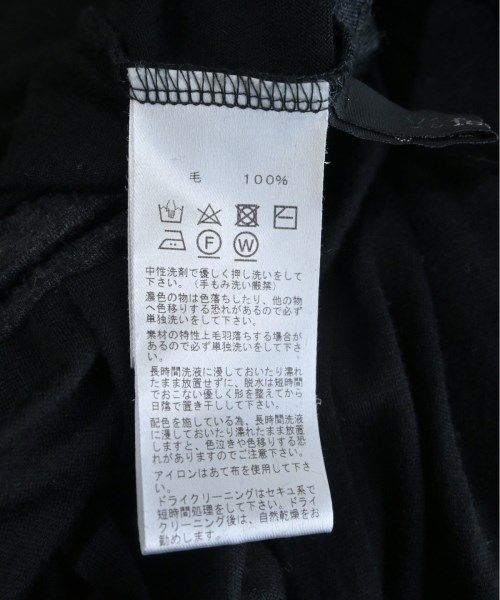 毛 100%
F W
中性洗剤で優しく押し洗いをして
下さい。(手もみ洗い厳禁)
濃色の物は色落ちしたり、他の物
へ色移りする恐れがあるので必ず
単独洗いをして下さい。
素材の特性上毛羽落ちする場合が
あるので必ず単独洗いをして下さ
い。
長時間洗液に浸しておいたり濡れ
たまま放置せずに、脱水は短時間
でおこない優しく形を整えてから
日陰で置き干しして下さい。
配色を施している為、長時間洗液
に浸しておいたり濡れたまま放置
しますと、色泣きや色移りする恐
れがありますのでご注意下さい。
アイロンはあて布を使用して下さ
い。
ドライクリーニングはセキユ系で
短時間処理をして下さい。ドライ
クリーニング後は、自然乾燥をお
勧めします。